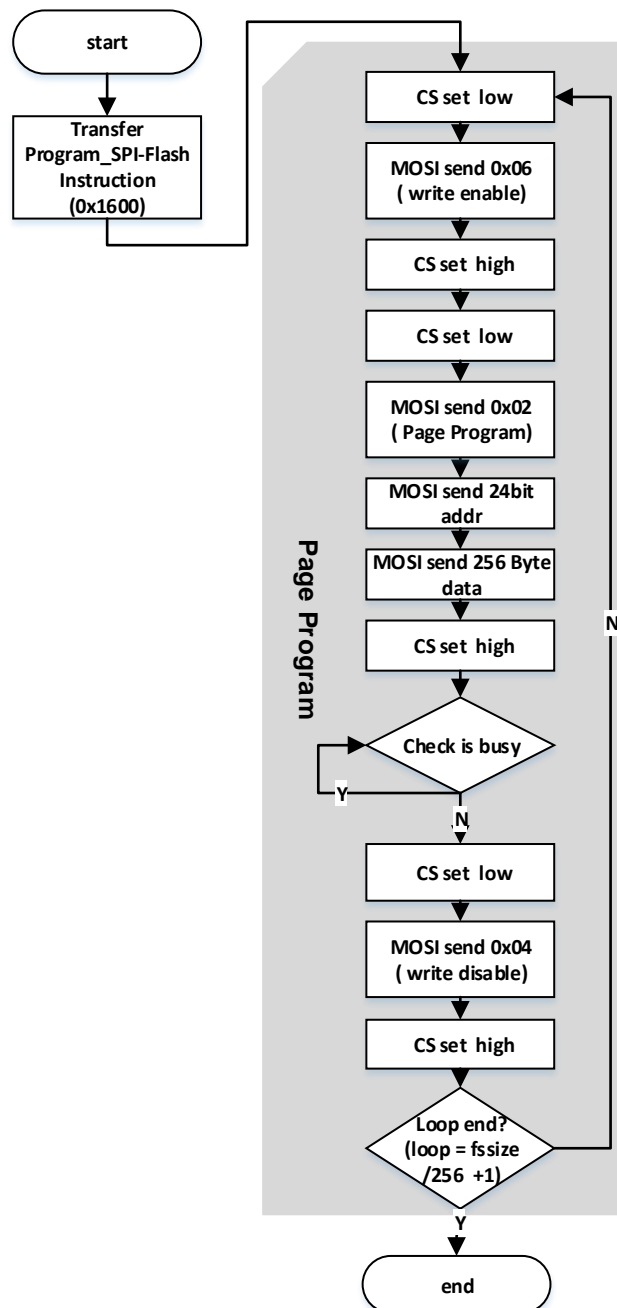 start
Transfer
Program_SPI-Flash
Instruction
(0x1600)
CS set low
MOSI send 0x06
( write enable)
CS set high
CS set low
MOSI send 0x02
( Page Program)
MOSI send 24bit
addr
MOSI send 256 Byte
data
CS set high
Page Program
Check is busy
Y
N
CS set low
MOSI send 0x04
( write disable)
CS set high
Loop end?
(loop = fssize
/256 +1)
N
Y
end